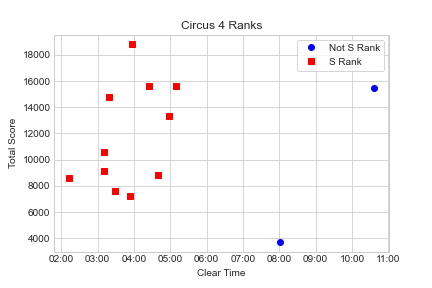 Circus 4 Ranks
Not S Rank
S Rank
Total Score
18000
16000
14000
12000
10000
8000
6000
4000
02:00 03:00 04:00 05:00 06:00 07:00 08:00 09:00 10:00 11:00
Clear Time